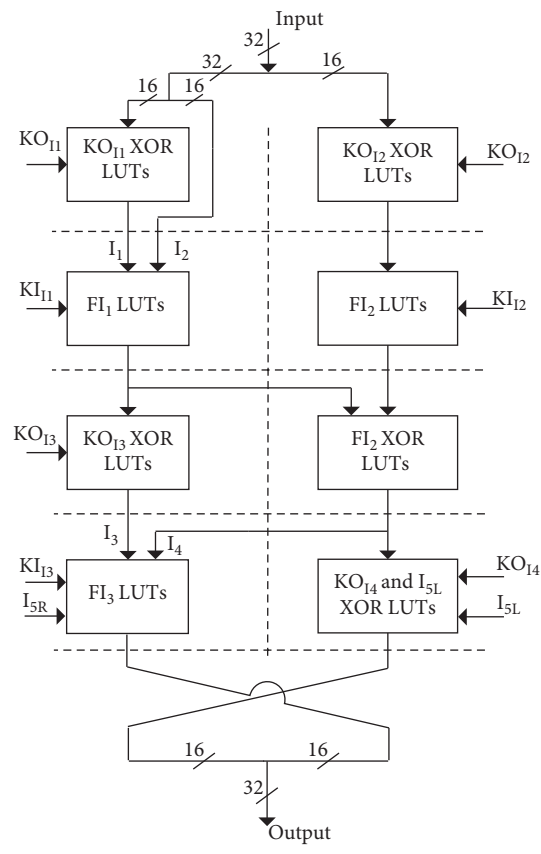 Input
32
32
16
16
16
KO_I1
KO_I1 XOR
LUTs
KO_I2 XOR
LUTs
KO_I2
I_1
I_2
KI_I1
FI_1 LUTs
FI_2 LUTs
KI_I2
KO_I3
KO_I3 XOR
LUTs
FI_2 XOR
LUTs
I_3
I_4
KI_I3
I_5R
FI_3 LUTs
KO_I4 and I_5L
XOR LUTs
KO_I4
I_5L
16
16
32
Output